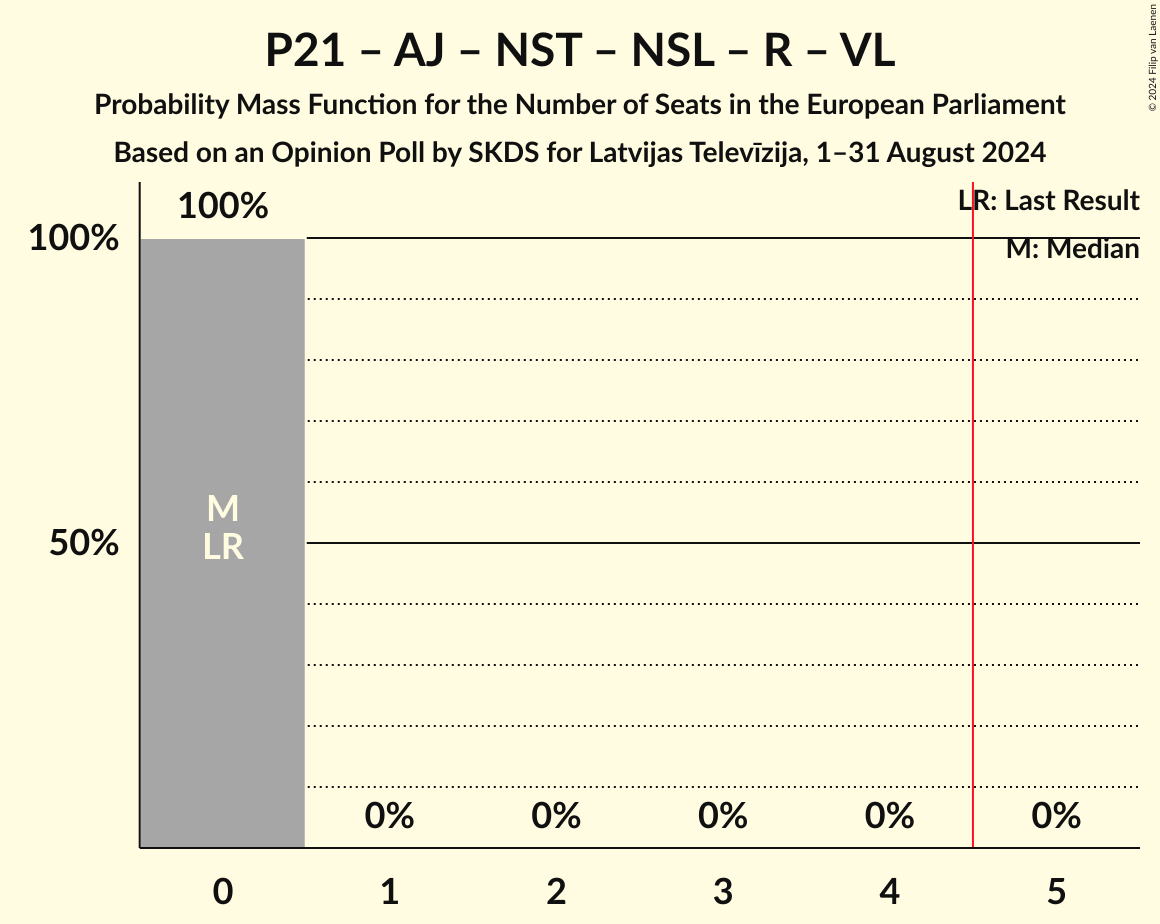 P21 – AJ – NST – NSL – R – VL
Probability Mass Function for the Number of Seats in the European Parliament
Based on an Opinion Poll by SKDS for Latvijas Televīzija, 1–31 August 2024
© 2024 Filip van Laenen
LR: Last Result
M: Median
100%
100%
50%
M
LR
0% 0% 0% 0% 0%
0 1 2 3 4 5